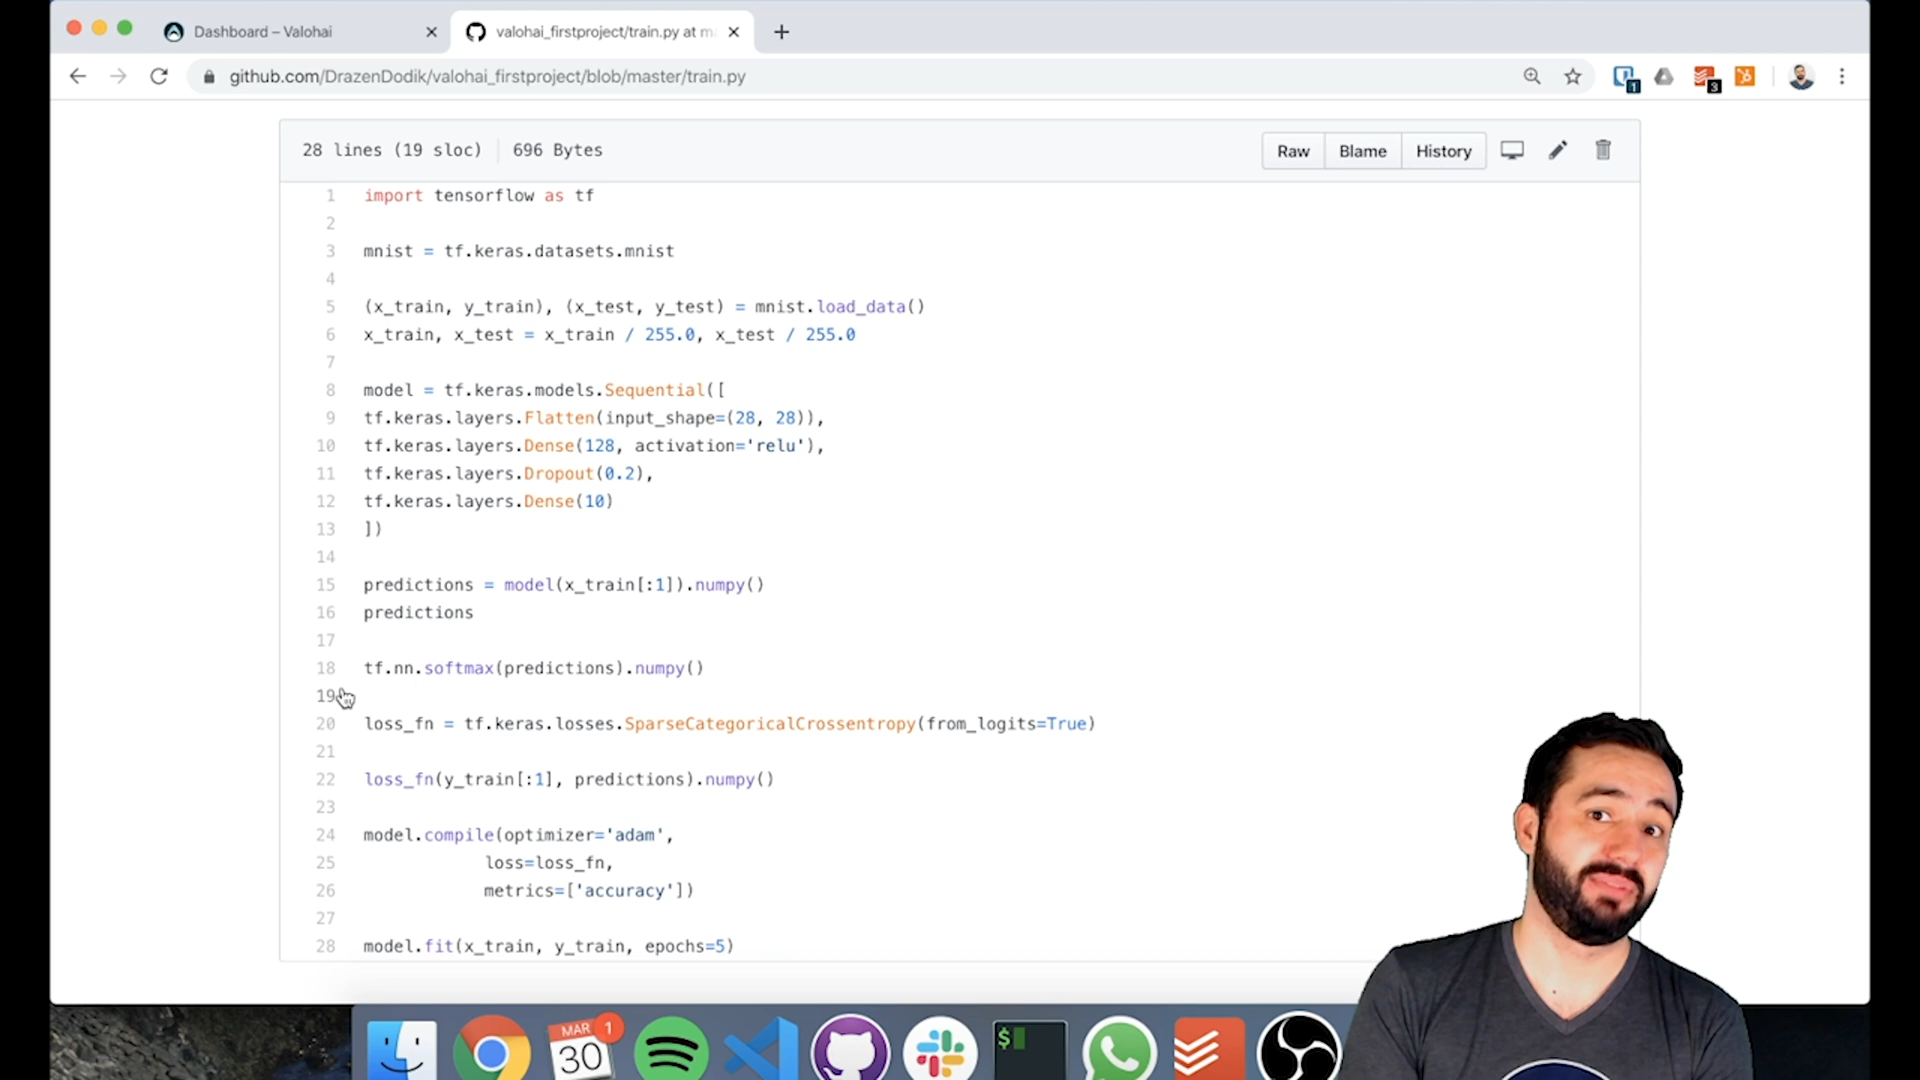 Dashboard – Valohai
valohai_firstproject/train.py at m
github.com/DrazenDodik/valohai_firstproject/blob/master/train.py
1
3
28 lines (19 sloc) 696 Bytes
Raw Blame History
1 import tensorflow as tf
2
3 mnist = tf.keras.datasets.mnist
4
5 (x_train, y_train), (x_test, y_test) = mnist.load_data()
6 x_train, x_test = x_train / 255.0, x_test / 255.0
7
8 model = tf.keras.models.Sequential([
9 tf.keras.layers.Flatten(input_shape=(28, 28)),
10 tf.keras.layers.Dense(128, activation='relu'),
11 tf.keras.layers.Dropout(0.2),
12 tf.keras.layers.Dense(10)
13 ])
14
15 predictions = model(x_train[:1]).numpy()
16 predictions
17
18 tf.nn.softmax(predictions).numpy()
19
20 loss_fn = tf.keras.losses.SparseCategoricalCrossentropy(from_logits=True)
21
22 loss_fn(y_train[:1], predictions).numpy()
23
24 model.compile(optimizer='adam',
25 loss=loss_fn,
26 metrics=['accuracy'])
27
28 model.fit(x_train, y_train, epochs=5)
MAR 1
30
$